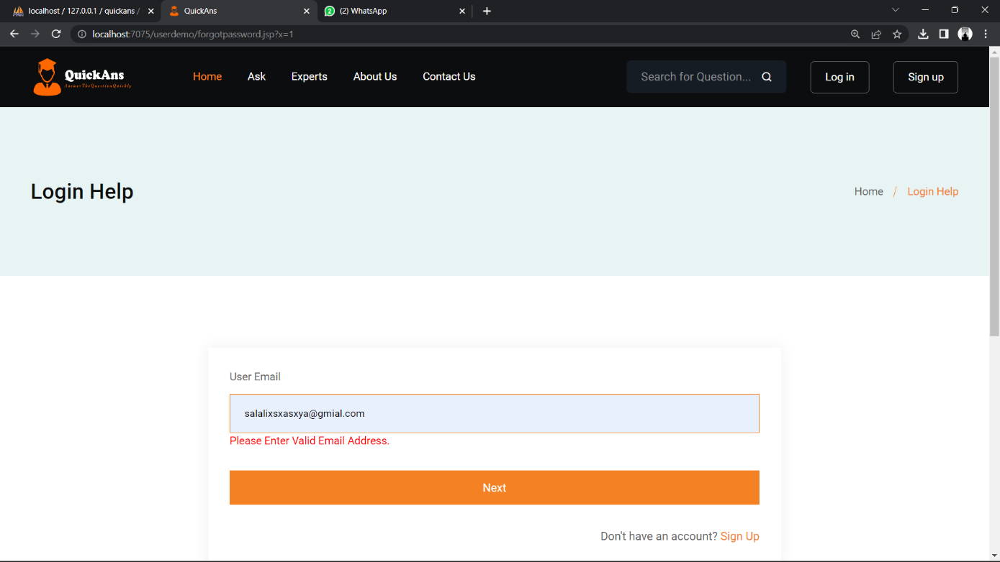 localhost / 127.0.0.1 / quickans /
QuickAns
(2) WhatsApp
localhost:7075/userdemo/forgotpassword.jsp?x=1
QuickAns
AnswerTheQuestionQuickly
Home
Ask
Experts
About Us
Contact Us
Search for Question...
Log in
Sign up
Login Help
Home / Login Help
User Email
salalixsxasxya@gmial.com
Please Enter Valid Email Address.
Next
Don't have an account? Sign Up